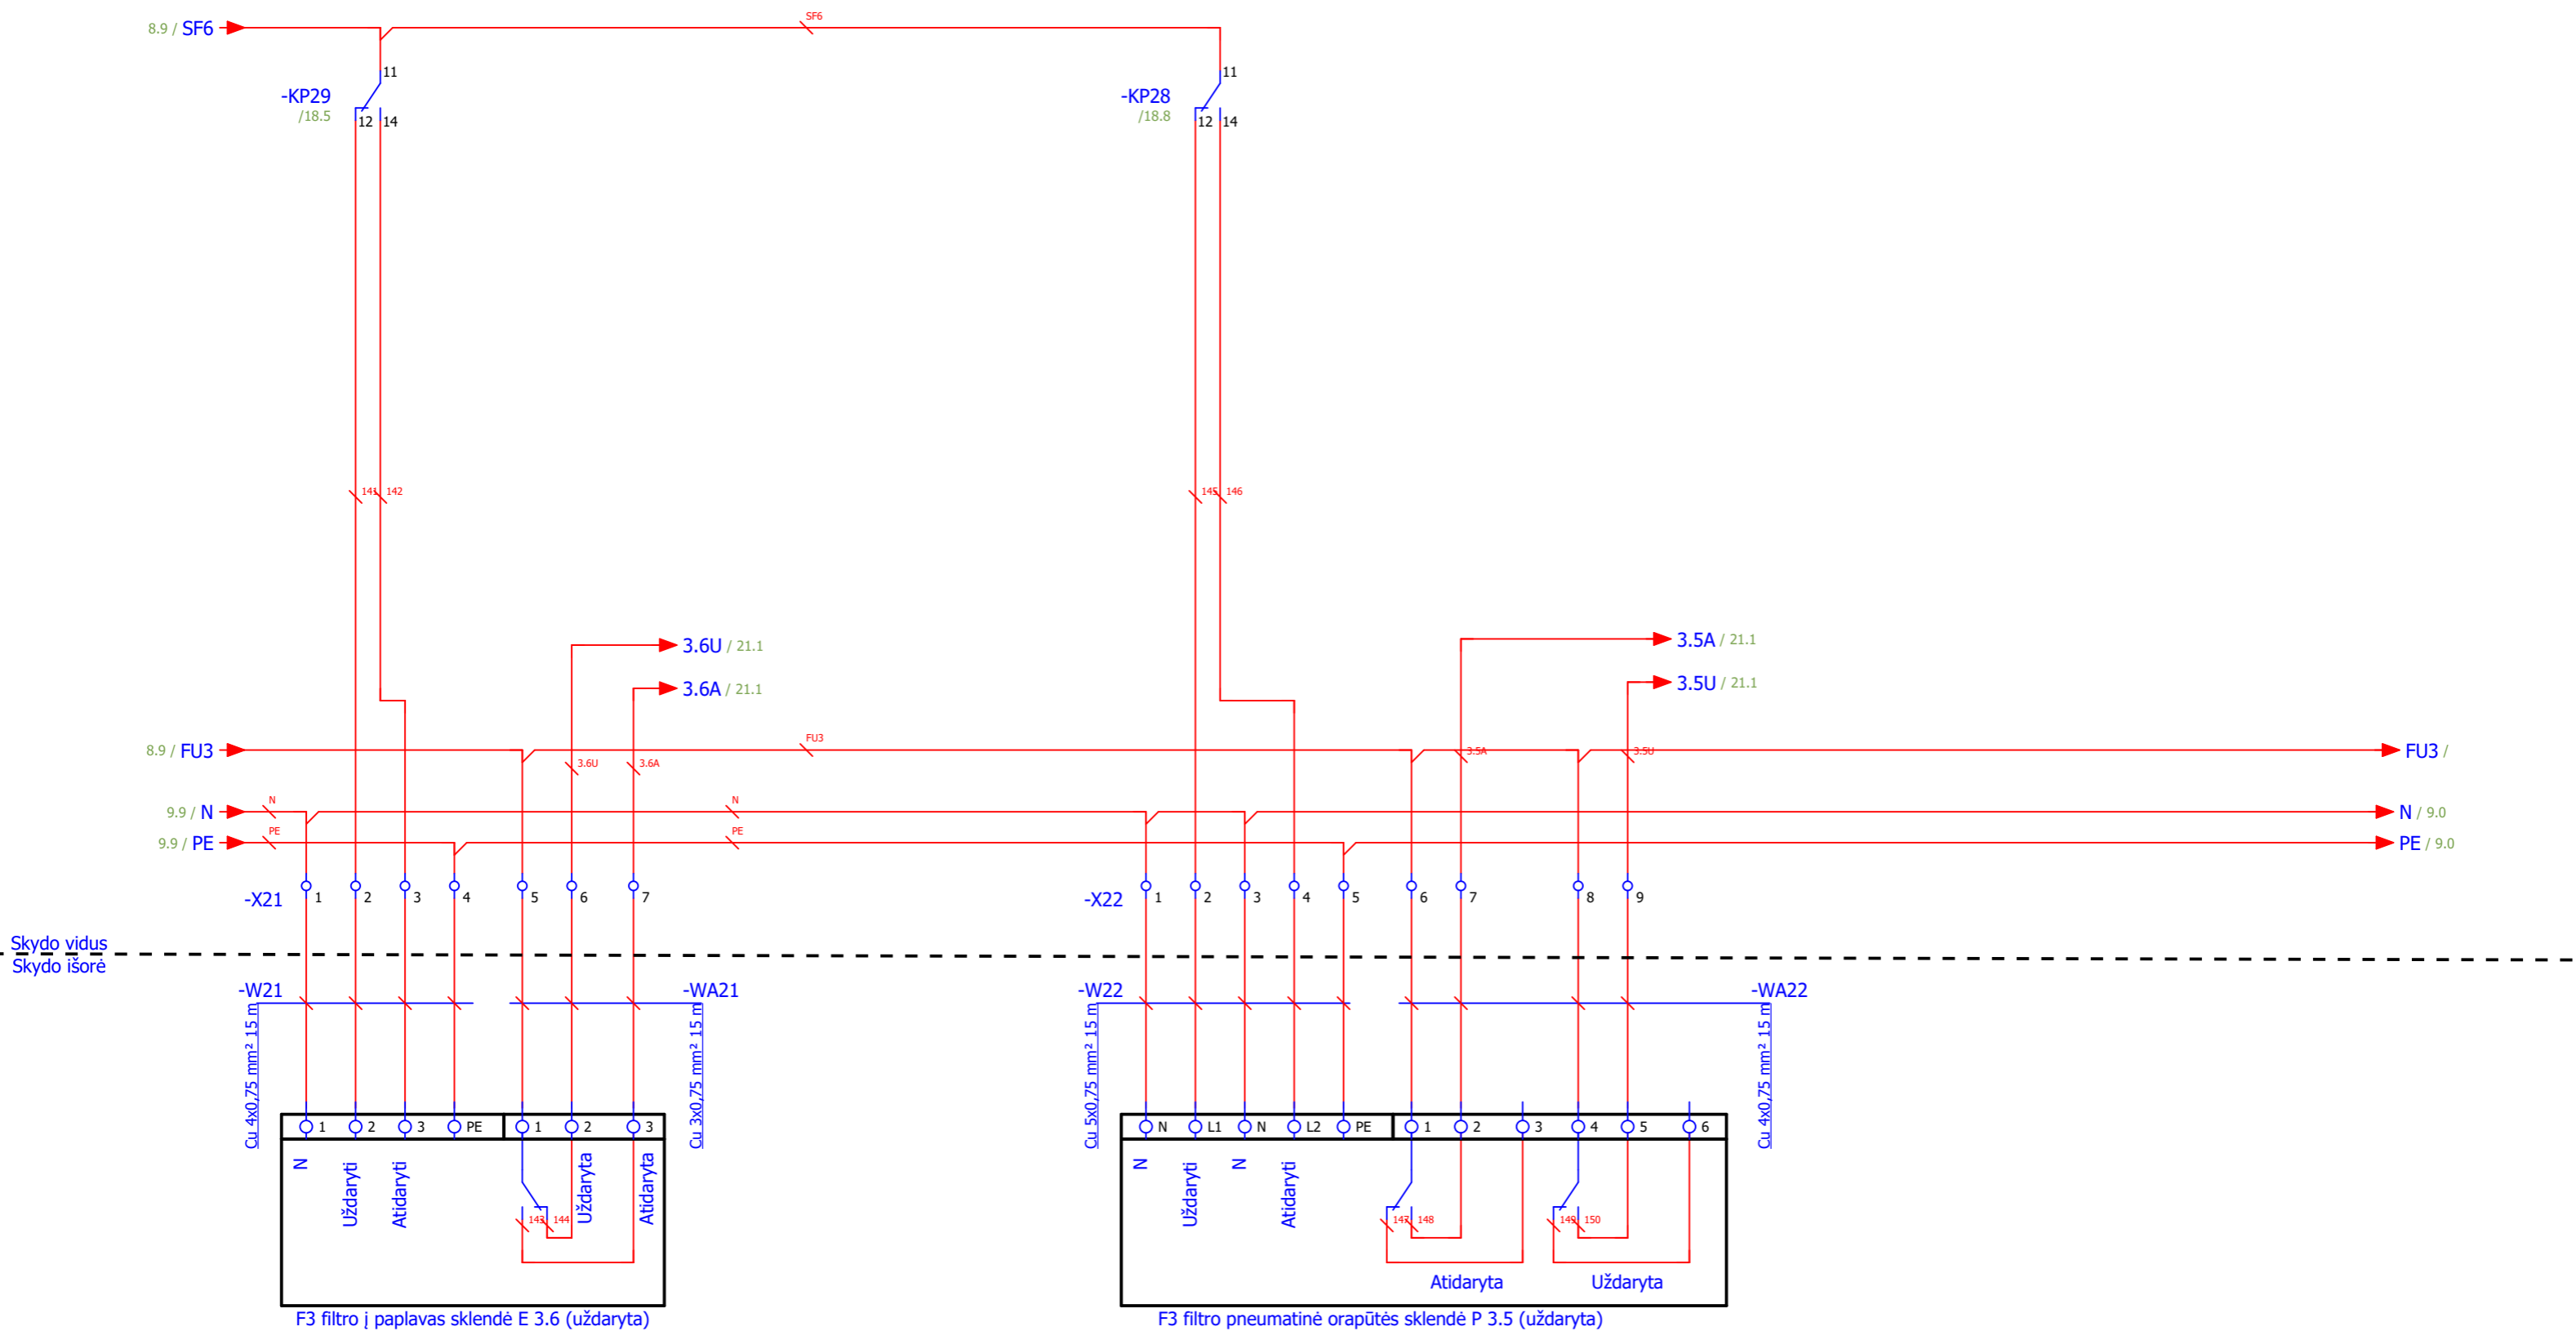 8.9 / SF6
SF6
-KP29
/18.5
11
12 14
-KP28
/18.8
11
12 14
141 142
145 146
3.6U / 21.1
3.6A / 21.1
3.5A / 21.1
3.5U / 21.1
8.9 / FU3
FU3
3.5A
3.5U
FU3 /
3.6U
3.6A
9.9 / N
N
N
N / 9.0
9.9 / PE
PE
PE
PE / 9.0
-X21
1 2 3 4 5 6 7
-X22
1 2 3 4 5 6 7 8 9
Skydo vidus
Skydo išorė
-W21
Cu 4x0,75 mm² 15 m
-WA21
Cu 3x0,75 mm² 15 m
-W22
Cu 5x0,75 mm² 15 m
-WA22
Cu 4x0,75 mm² 15 m
1 2 3 PE 1 2 3
N
Uždaryti
Atidaryti
Uždaryta
Atidaryta
143 144
F3 filtro į paplavas sklendė E 3.6 (uždaryta)
N L1 N L2 PE 1 2 3 4 5 6
N
Uždaryti
N
Atidaryti
147 148
149 150
Atidaryta
Uždaryta
F3 filtro pneumatinė orapūtės sklendė P 3.5 (uždaryta)